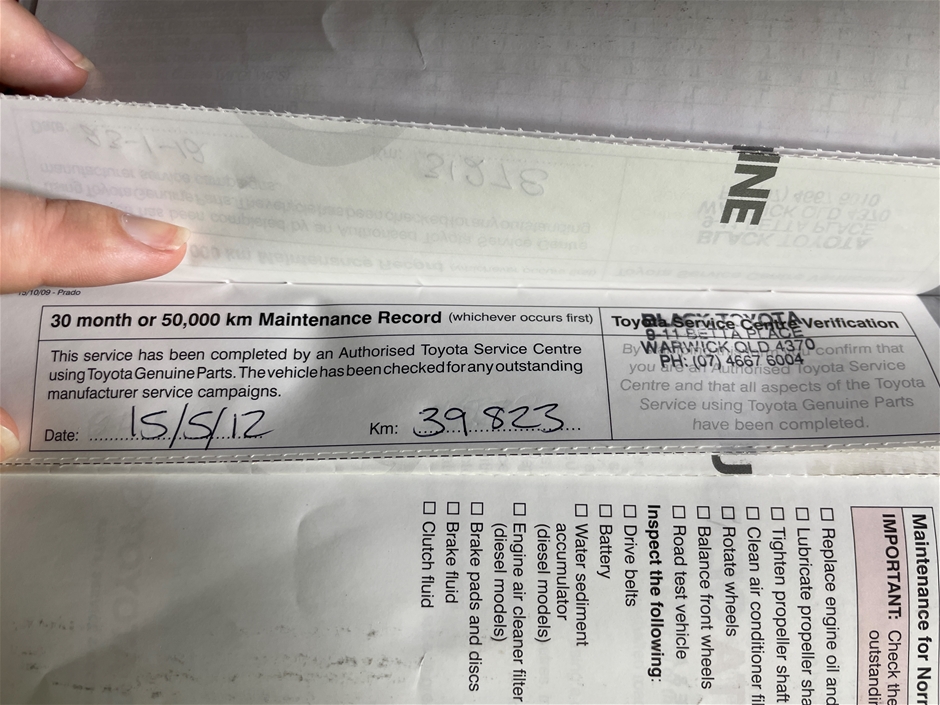 15/10/09 - Prado
30 month or 50,000 km Maintenance Record (whichever occurs first)
This service has been completed by an Authorised Toyota Service Centre
using Toyota Genuine Parts. The vehicle has been checked for any outstanding
manufacturer service campaigns.
Date: 15/5/12 Km: 39.823
Toyota Service Centre Verification
BLACK TOYOTA
9-11 BETTA PLACE
WARWICK QLD 4370
PH: (07) 4667 6004
By confirm that
you are an Authorised Toyota Service
Centre and that all aspects of the Toyota
Service using Toyota Genuine Parts
have been completed.
INE
J
Maintenance for
IMPORTANT: Check the
☐ Replace engine oil and
☐ Lubricate propeller
☐ Tighten propeller shaft
☐ Clean air conditioner
☐ Rotate wheels
☐ Balance front wheels
☐ Road test vehicle
Inspect the following:
☐ Drive belts
☐ Battery
☐ Water sediment
accumulator
(diesel models)
☐ Engine air cleaner filter
(diesel models)
☐ Brake pads and discs
☐ Brake fluid
☐ Clutch fluid